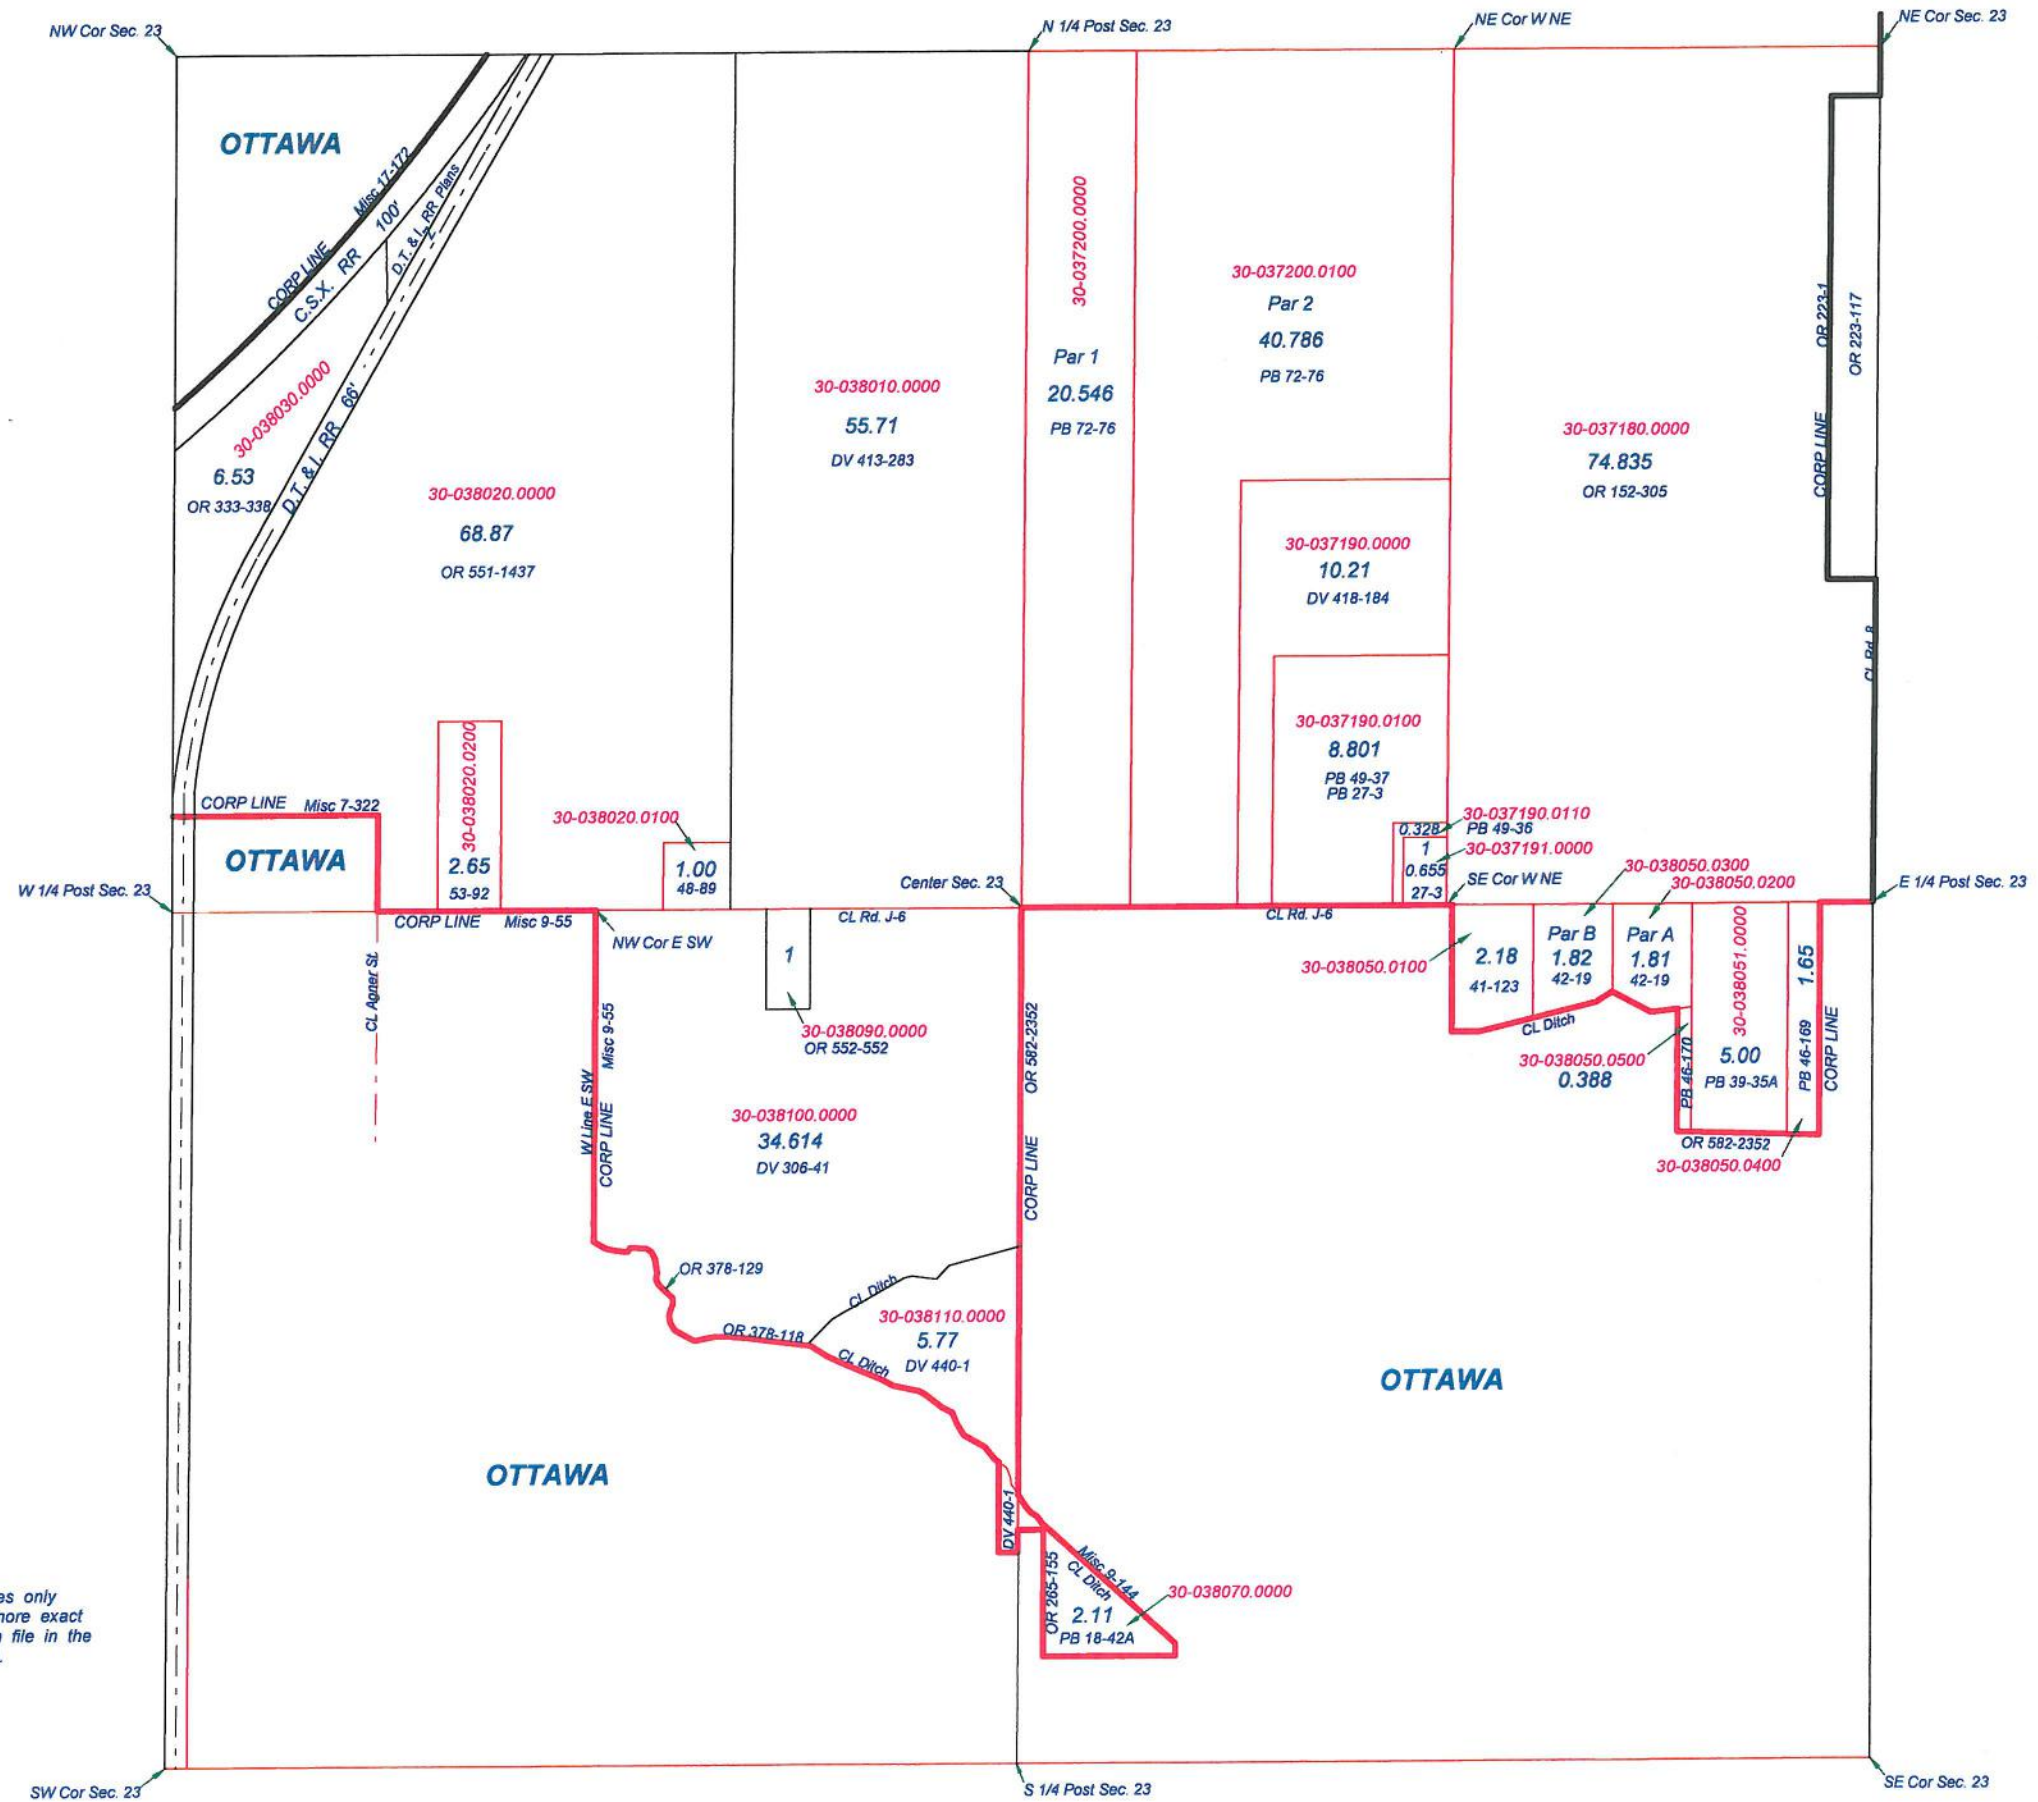 NW Cor Sec. 23
N 1/4 Post Sec. 23
NE Cor W NE
NE Cor Sec. 23
OTTAWA
CORP LINE
Misc 17-172
C.S.X. RR 100'
D.T. & I. RR Plans
D.T. & I. RR 66'
30-038030.0000
6.53
OR 333-338
30-038020.0000
68.87
OR 551-1437
30-038010.0000
55.71
DV 413-283
30-037200.0000
Par 1
20.546
PB 72-76
30-037200.0100
Par 2
40.786
PB 72-76
30-037180.0000
74.835
OR 152-305
CORP LINE
OR 223-1
OR 223-117
CL Rd. 8
30-037190.0000
10.21
DV 418-184
30-037190.0100
8.801
PB 49-37
PB 27-3
30-037190.0110
0.328
PB 49-36
1
30-037191.0000
0.655
27-3
SE Cor W NE
CORP LINE Misc 7-322
OTTAWA
30-038020.0200
2.65
53-92
30-038020.0100
1.00
48-89
W 1/4 Post Sec. 23
Center Sec. 23
E 1/4 Post Sec. 23
CORP LINE Misc 9-55
NW Cor E SW
CL Rd. J-6
CL Rd. J-6
CL Agner St.
1
30-038090.0000
OR 552-552
W Line E SW
CORP LINE
Misc 9-55
30-038100.0000
34.614
DV 306-41
OR 582-2352
CORP LINE
30-038050.0300
30-038050.0200
30-038050.0100
2.18
41-123
Par B
1.82
42-19
Par A
1.81
42-19
CL Ditch
30-038051.0000
5.00
PB 39-35A
1.65
PB 46-169
CORP LINE
30-038050.0500
0.388
PB 46-170
OR 582-2352
30-038050.0400
OR 378-129
OR 378-118
CL Ditch
30-038110.0000
5.77
DV 440-1
CL Ditch
OTTAWA
OTTAWA
DV 440-1
OR 265-155
Misc 9-144
CL Ditch
30-038070.0000
2.11
PB 18-42A
only
more exact
file in the
SW Cor Sec. 23
S 1/4 Post Sec. 23
SE Cor Sec. 23